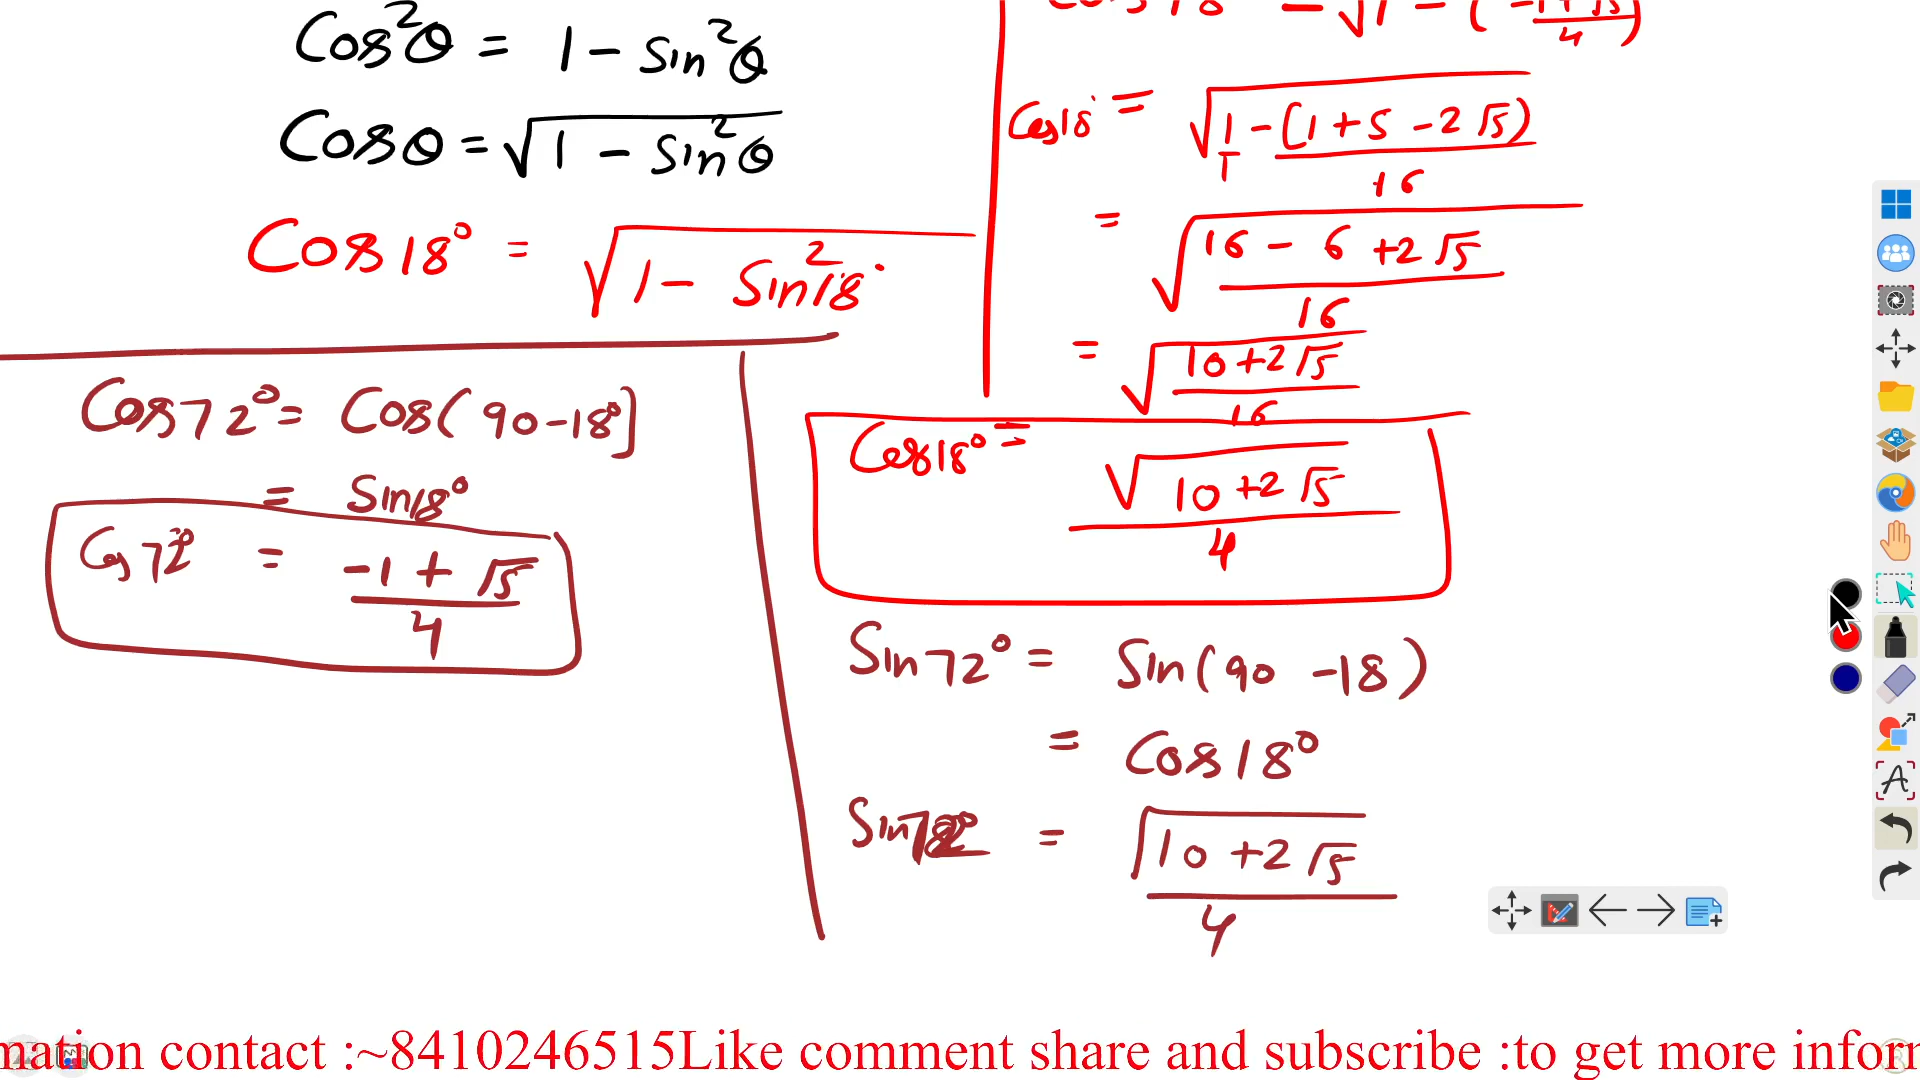 Cos²θ = 1 - Sin²θ
Cosθ = √1 - Sin²θ
Cos18° = √1 - Sin²18°
Cos18° = √1/1 - (1+5-2√5)/16
= √16 - 6 + 2√5/16
= √10+2√5/16
Cos18° = √10+2√5/4
Cos72° = Cos(90-18°]
= Sin18°
Cos72° = -1+√5/4
Sin72° = Sin(90-18)
= Cos18°
= √10+2√5/4
mation contact :~8410246515Like comment share and subscribe :to get more inforr